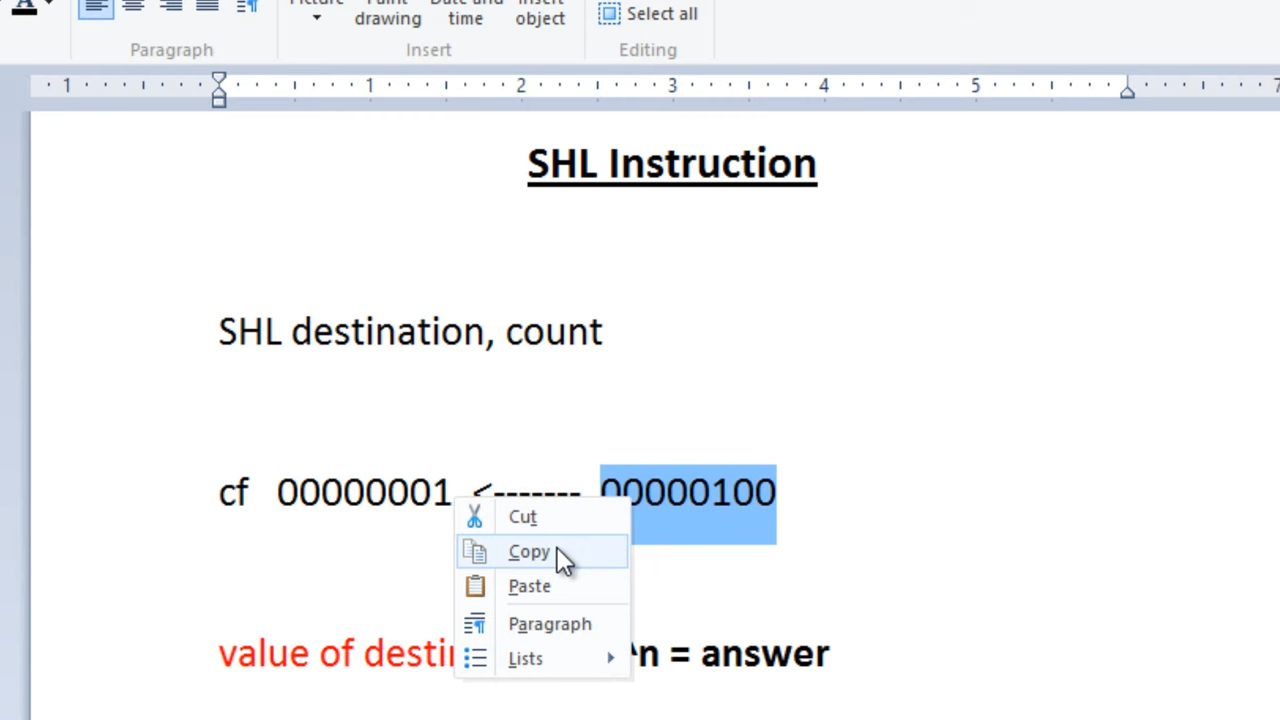 Picture Paint Date and Insert
drawing time object
Select all
Paragraph Insert Editing
1 1 2 3 4 5 7
SHL Instruction
SHL destination, count
cf 00000001 <------- 00000100
Cut
Copy
Paste
Paragraph
Lists
value of desti ^n = answer